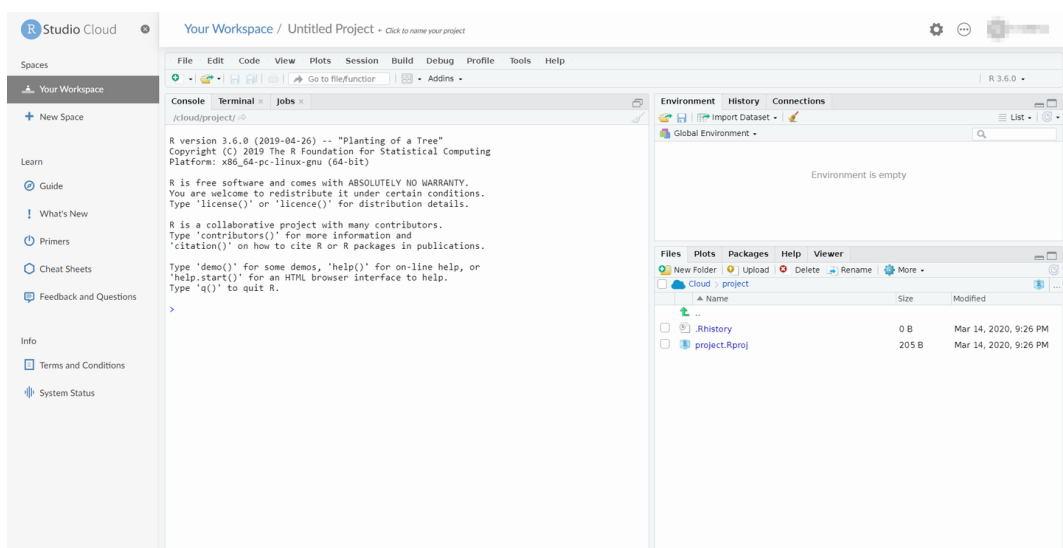 R Studio Cloud
Your Workspace / Untitled Project ← Click to name your project
Spaces
Your Workspace
New Space
Learn
Guide
What's New
Primers
Cheat Sheets
Feedback and Questions
Info
Terms and Conditions
System Status
File Edit Code View Plots Session Build Debug Profile Tools Help
Go to file/function Addins
R 3.6.0
Console Terminal × Jobs ×
/cloud/project/
R version 3.6.0 (2019-04-26) -- "Planting of a Tree"
Copyright (C) 2019 The R Foundation for Statistical Computing
Platform: x86_64-pc-linux-gnu (64-bit)
R is free software and comes with ABSOLUTELY NO WARRANTY.
You are welcome to redistribute it under certain conditions.
Type 'license()' or 'licence()' for distribution details.
R is a collaborative project with many contributors.
Type 'contributors()' for more information and
'citation()' on how to cite R or R packages in publications.
Type 'demo()' for some demos, 'help()' for on-line help, or
'help.start()' for an HTML browser interface to help.
Type 'q()' to quit R.
>
Environment History Connections
Import Dataset List
Global Environment
Environment is empty
Files Plots Packages Help Viewer
New Folder Upload Delete Rename More
Cloud > project
Name Size Modified
..
.Rhistory 0 B Mar 14, 2020, 9:26 PM
project.Rproj 205 B Mar 14, 2020, 9:26 PM